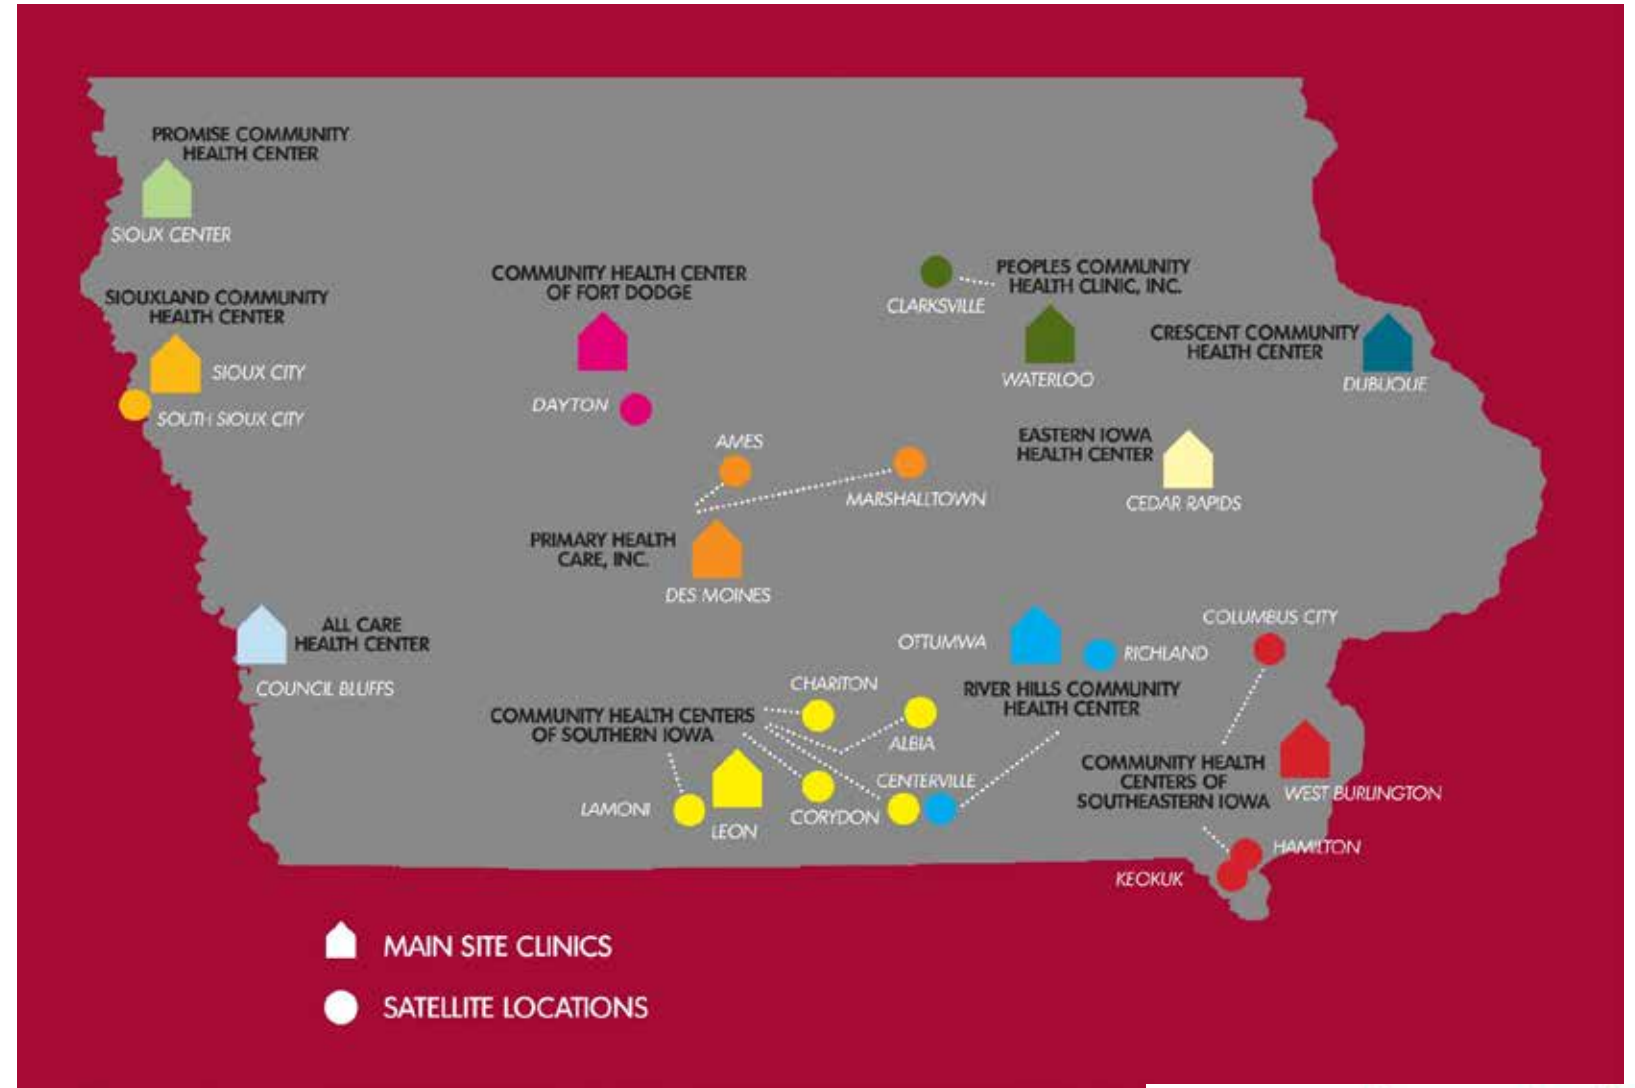 PROMISE COMMUNITY
HEALTH CENTER
SIOUX CENTER
SIOUXLAND COMMUNITY
HEALTH CENTER
SIOUX CITY
SOUTH SIOUX CITY
COMMUNITY HEALTH CENTER
OF FORT DODGE
DAYTON
CLARKSVILLE
PEOPLES COMMUNITY
HEALTH CLINIC, INC.
WATERLOO
CRESCENT COMMUNITY
HEALTH CENTER
DUBUQUE
EASTERN IOWA
HEALTH CENTER
CEDAR RAPIDS
AMES
MARSHALLTOWN
PRIMARY HEALTH
CARE, INC.
DES MOINES
ALL CARE
HEALTH CENTER
COUNCIL BLUFFS
OTTUMWA
RICHLAND
RIVER HILLS COMMUNITY
HEALTH CENTER
COLUMBUS CITY
CHARITON
COMMUNITY HEALTH CENTERS
OF SOUTHERN IOWA
ALBIA
CENTERVILLE
LAMONI
LEON
CORYDON
COMMUNITY HEALTH
CENTERS OF
SOUTHEASTERN IOWA
WEST BURLINGTON
HAMILTON
KEOKUK
MAIN SITE CLINICS
SATELLITE LOCATIONS